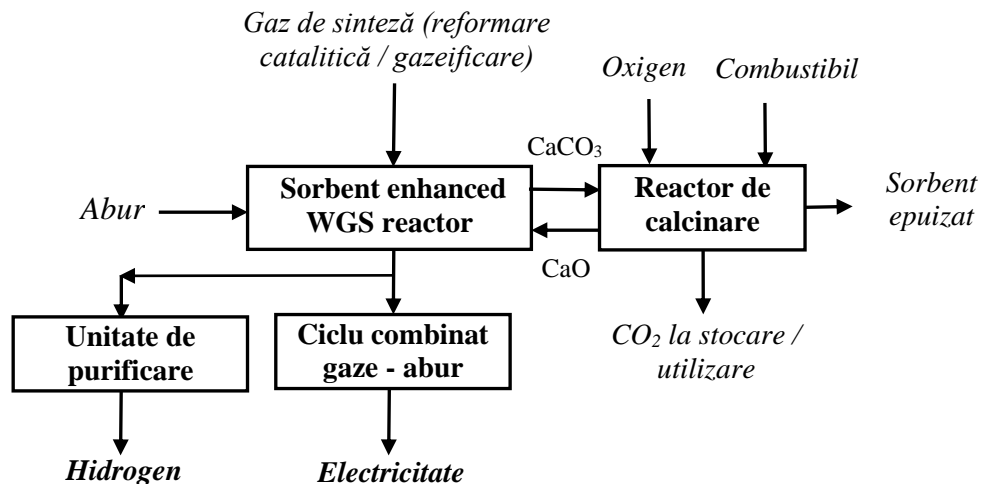 Gaz de sinteză (reformare
catalitică / gazeificare)
Oxigen
Combustibil
CaCO₃
Abur
Sorbent enhanced
WGS reactor
Reactor de
calcinare
Sorbent
epuizat
CaO
Unitate de
purificare
Ciclu combinat
gaze - abur
CO₂ la stocare /
utilizare
Hidrogen
Electricitate